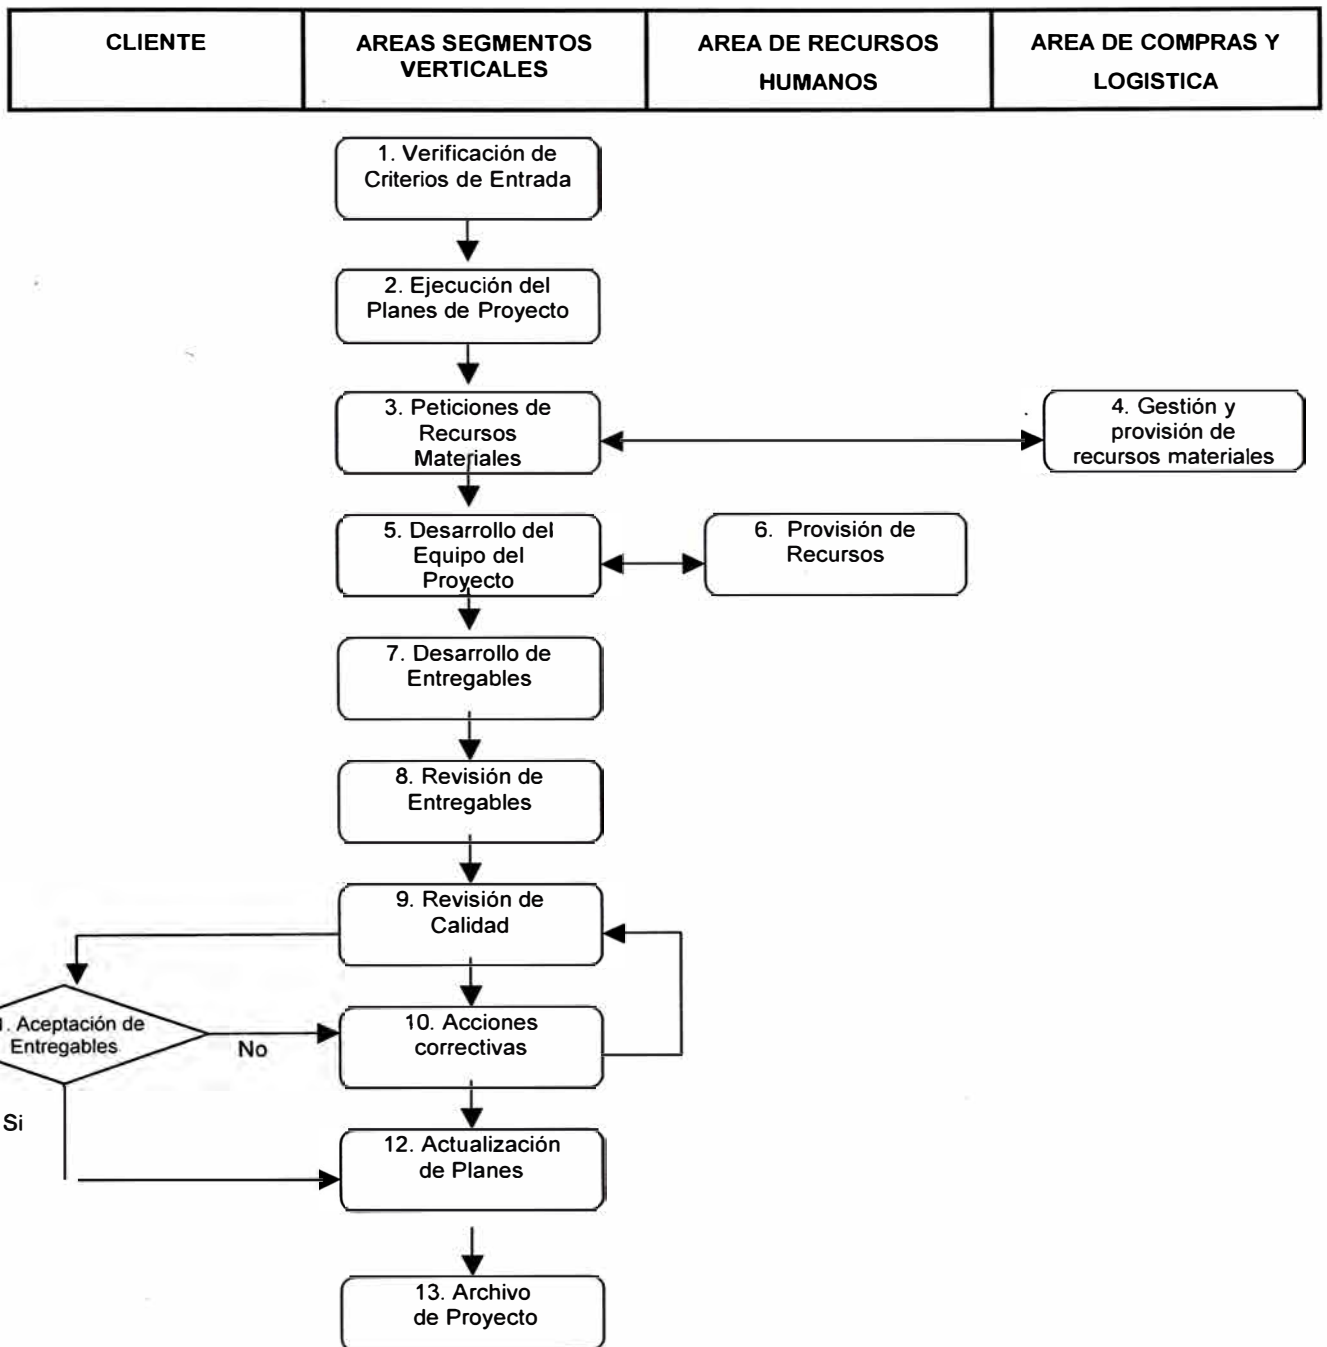 CLIENTE
AREAS SEGMENTOS
VERTICALES
AREA DE RECURSOS
HUMANOS
AREA DE COMPRAS Y
LOGISTICA
1. Verificación de
Criterios de Entrada
2. Ejecución del
Planes de Proyecto
3. Peticiones de
Recursos
Materiales
4. Gestión y
provisión de
recursos materiales
5. Desarrollo del
Equipo del
Proyecto
6. Provisión de
Recursos
7. Desarrollo de
Entregables
8. Revisión de
Entregables
9. Revisión de
Calidad
1. Aceptación de
Entregables
No
10. Acciones
correctivas
Si
12. Actualización
de Planes
13. Archivo
de Proyecto